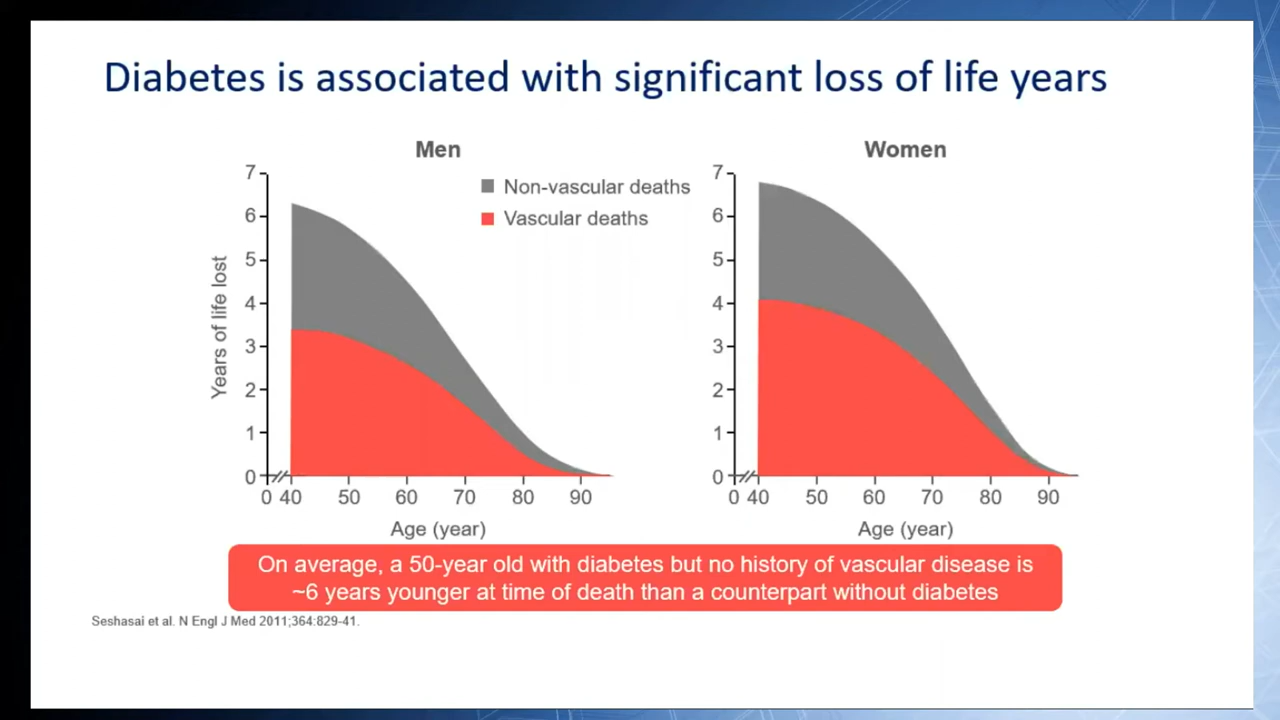 Diabetes is associated with significant loss of life years
Men
Non-vascular deaths
Vascular deaths
Years of life lost
7
6
5
4
3
2
1
0
0 40 50 60 70 80 90
Age (year)
Women
7
6
5
4
3
2
1
0
0 40 50 60 70 80 90
Age (year)
On average, a 50-year old with diabetes but no history of vascular disease is
~6 years younger at time of death than a counterpart without diabetes
Seshasai et al. N Engl J Med 2011;364:829-41.